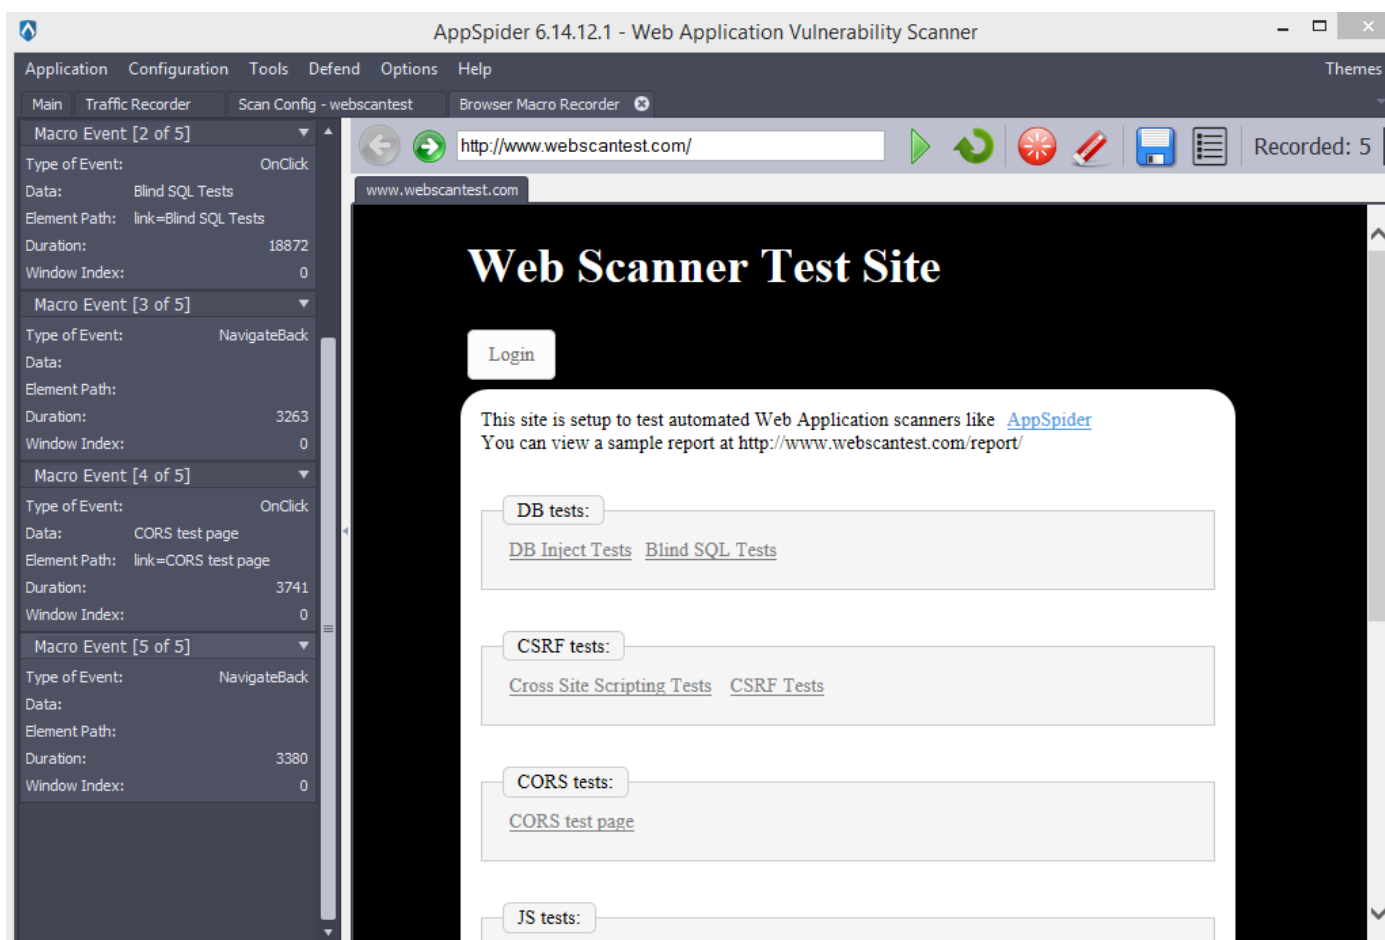 AppSpider 6.14.12.1 - Web Application Vulnerability Scanner
Application Configuration Tools Defend Options Help Themes
Main Traffic Recorder Scan Config - webscantest Browser Macro Recorder
Macro Event [2 of 5]
Type of Event: OnClick
Data: Blind SQL Tests
Element Path: link=Blind SQL Tests
Duration: 18872
Window Index: 0
Macro Event [3 of 5]
Type of Event: NavigateBack
Data:
Element Path:
Duration: 3263
Window Index: 0
Macro Event [4 of 5]
Type of Event: OnClick
Data: CORS test page
Element Path: link=CORS test page
Duration: 3741
Window Index: 0
Macro Event [5 of 5]
Type of Event: NavigateBack
Data:
Element Path:
Duration: 3380
Window Index: 0
http://www.webscantest.com/
Recorded: 5
www.webscantest.com
Web Scanner Test Site
Login
This site is setup to test automated Web Application scanners like AppSpider
You can view a sample report at http://www.webscantest.com/report/
DB tests:
DB Inject Tests Blind SQL Tests
CSRF tests:
Cross Site Scripting Tests CSRF Tests
CORS tests:
CORS test page
JS tests: